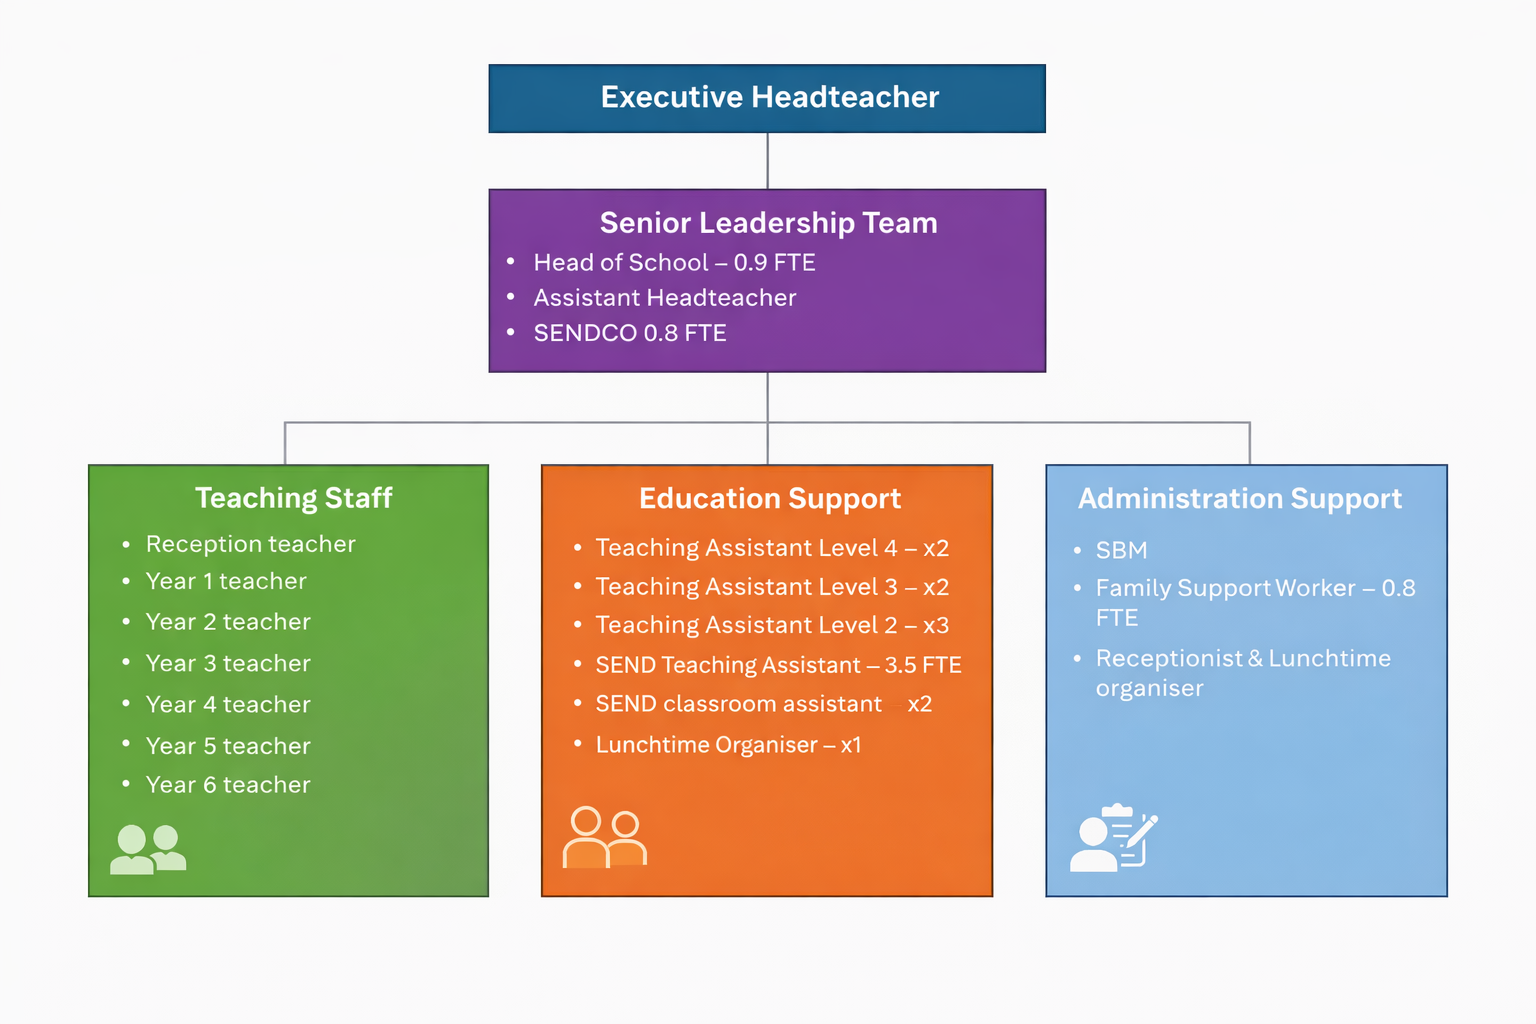 Executive Headteacher
Senior Leadership Team
• Head of School – 0.9 FTE
• Assistant Headteacher
• SENDCO 0.8 FTE
Teaching Staff
• Reception teacher
• Year 1 teacher
• Year 2 teacher
• Year 3 teacher
• Year 4 teacher
• Year 5 teacher
• Year 6 teacher
Education Support
• Teaching Assistant Level 4 – x2
• Teaching Assistant Level 3 – x2
• Teaching Assistant Level 2 – x3
• SEND Teaching Assistant – 3.5 FTE
• SEND classroom assistant x2
• Lunchtime Organiser – x1
Administration Support
• SBM
• Family Support Worker – 0.8
FTE
• Receptionist & Lunchtime
organiser